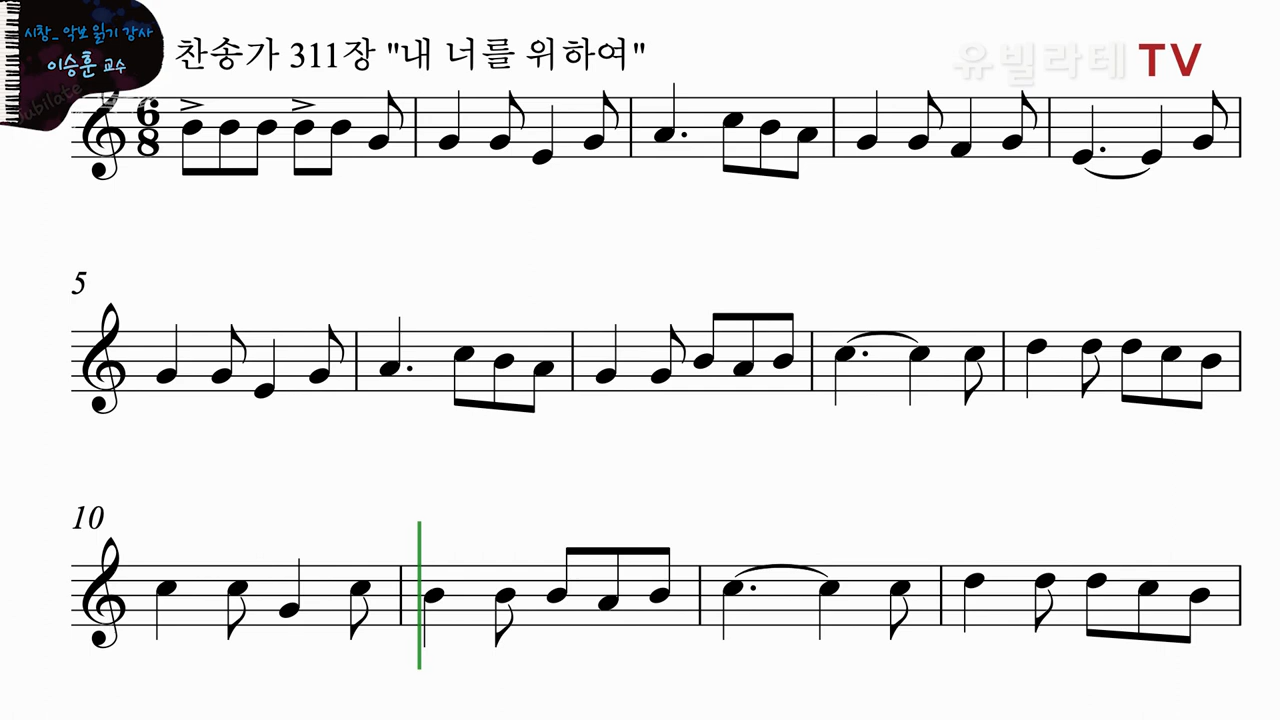 시창_악보 읽기 강사
이승훈 교수
Jubilate
찬송가 311장 "내 너를 위하여"
유빌라테 TV
6
8
5
10